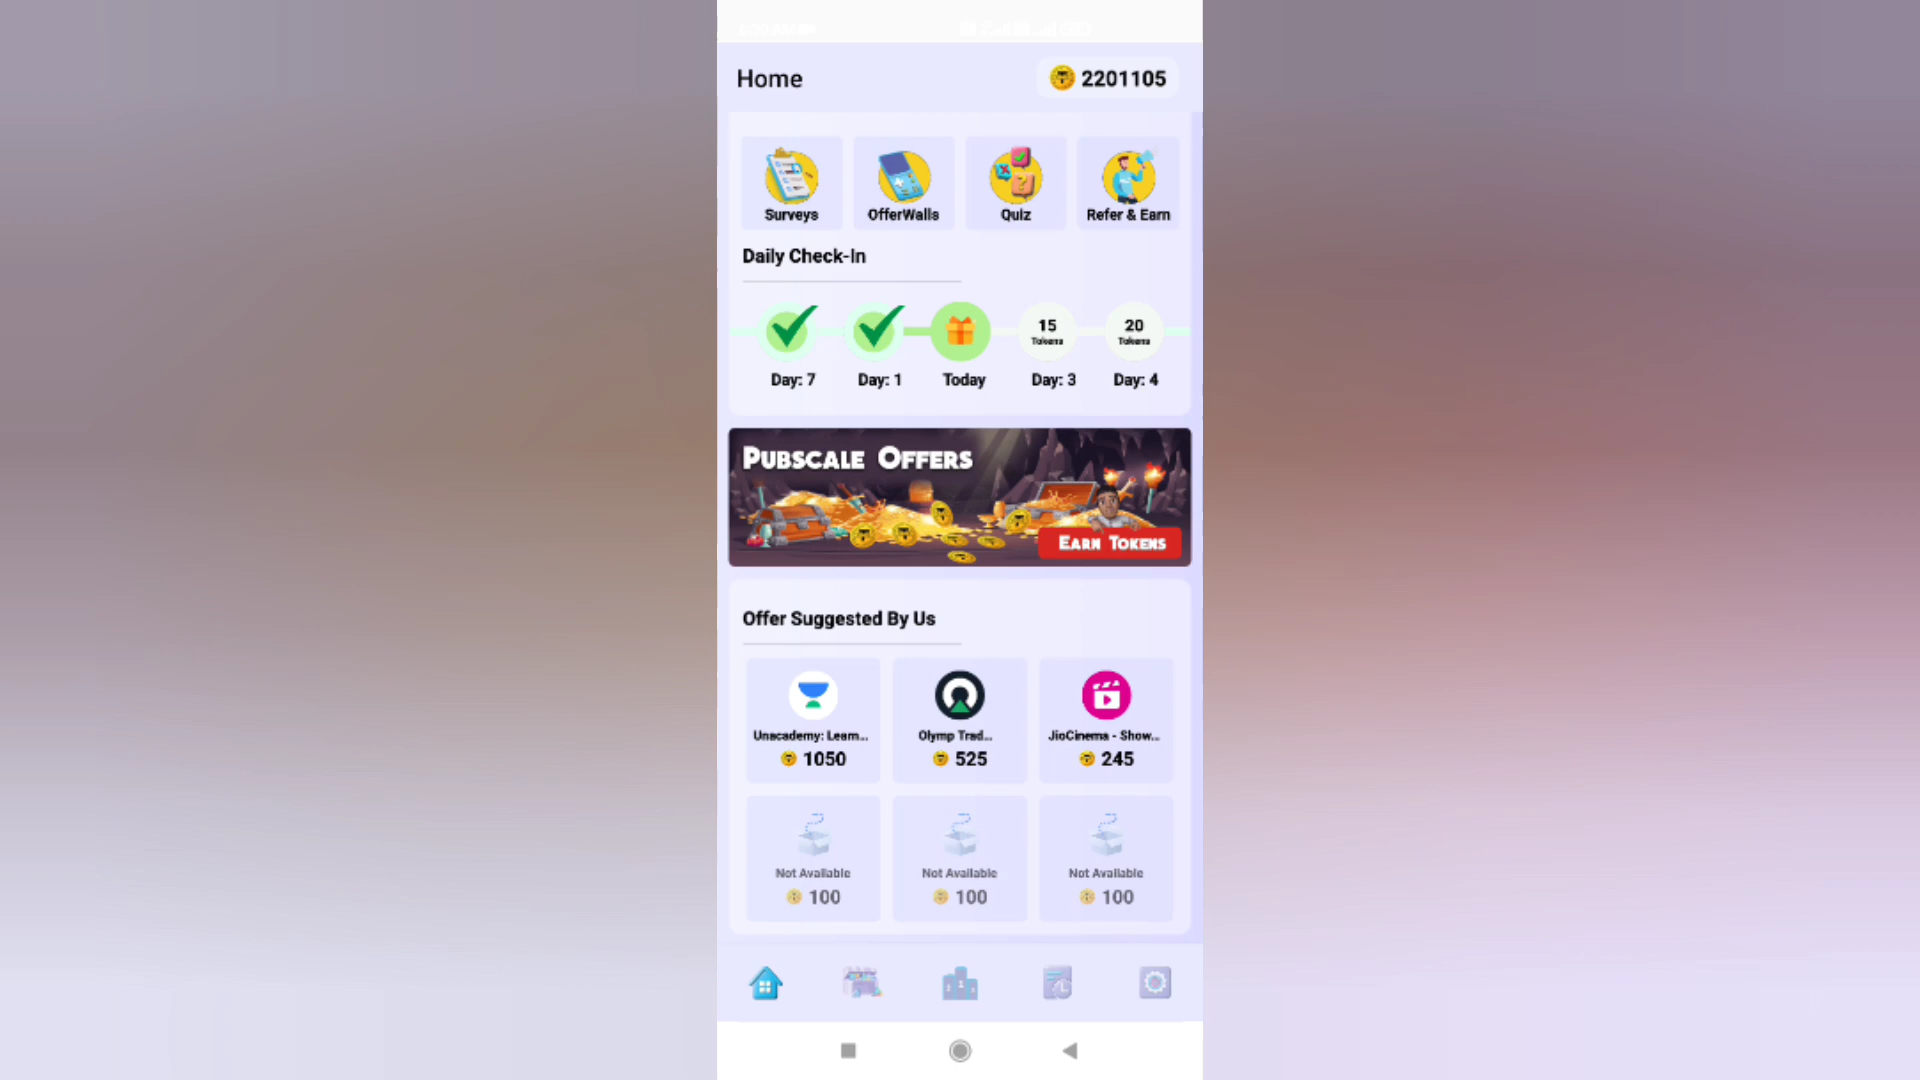 Home
2201105
Surveys
OfferWalls
Quiz
Refer & Earn
Daily Check-In
15
Tokens
20
Tokens
Day: 7
Day: 1
Today
Day: 3
Day: 4
PUBSCALE OFFERS
EARN TOKENS
Offer Suggested By Us
Unacademy: Learn...
1050
Olymp Trad...
525
JioCinema - Show...
245
Not Available
100
Not Available
100
Not Available
100